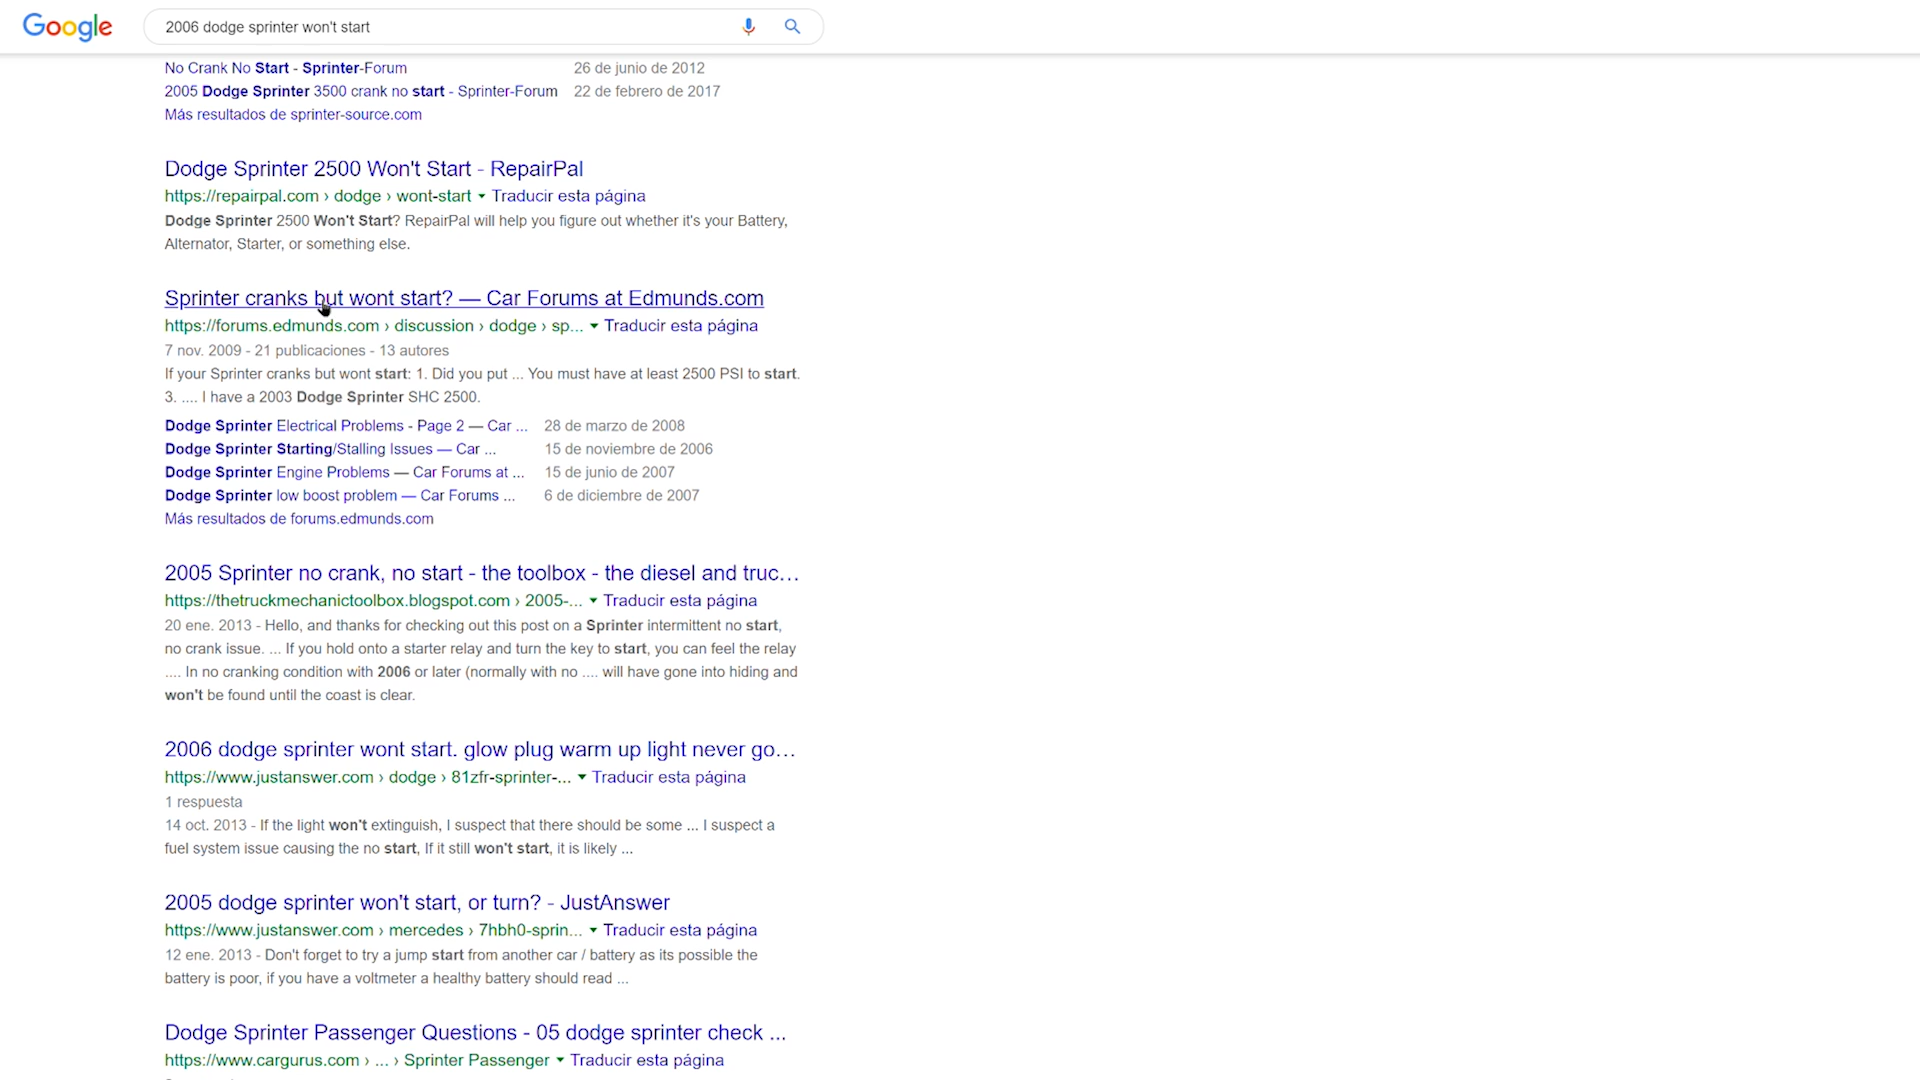 Google
2006 dodge sprinter won't start
No Crank No Start - Sprinter-Forum 26 de junio de 2012
2005 Dodge Sprinter 3500 crank no start - Sprinter-Forum 22 de febrero de 2017
Más resultados de sprinter-source.com
Dodge Sprinter 2500 Won't Start - RepairPal
https://repairpal.com › dodge › wont-start ▾ Traducir esta página
Dodge Sprinter 2500 Won't Start? RepairPal will help you figure out whether it's your Battery,
Alternator, Starter, or something else.
Sprinter cranks but wont start? — Car Forums at Edmunds.com
https://forums.edmunds.com › discussion › dodge › sp... ▾ Traducir esta página
7 nov. 2009 - 21 publicaciones - 13 autores
If your Sprinter cranks but wont start: 1. Did you put ... You must have at least 2500 PSI to start.
3. .... I have a 2003 Dodge Sprinter SHC 2500.
Dodge Sprinter Electrical Problems - Page 2 — Car ... 28 de marzo de 2008
Dodge Sprinter Starting/Stalling Issues — Car ... 15 de noviembre de 2006
Dodge Sprinter Engine Problems — Car Forums at ... 15 de junio de 2007
Dodge Sprinter low boost problem — Car Forums ... 6 de diciembre de 2007
Más resultados de forums.edmunds.com
2005 Sprinter no crank, no start - the toolbox - the diesel and truc...
https://thetruckmechanictoolbox.blogspot.com › 2005-... ▾ Traducir esta página
20 ene. 2013 - Hello, and thanks for checking out this post on a Sprinter intermittent no start,
no crank issue. ... If you hold onto a starter relay and turn the key to start, you can feel the relay
.... In no cranking condition with 2006 or later (normally with no .... will have gone into hiding and
won't be found until the coast is clear.
2006 dodge sprinter wont start. glow plug warm up light never go...
https://www.justanswer.com › dodge › 81zfr-sprinter-... ▾ Traducir esta página
1 respuesta
14 oct. 2013 - If the light won't extinguish, I suspect that there should be some ... I suspect a
fuel system issue causing the no start, If it still won't start, it is likely ...
2005 dodge sprinter won't start, or turn? - JustAnswer
https://www.justanswer.com › mercedes › 7hbh0-sprin... ▾ Traducir esta página
12 ene. 2013 - Don't forget to try a jump start from another car / battery as its possible the
battery is poor, if you have a voltmeter a healthy battery should read ...
Dodge Sprinter Passenger Questions - 05 dodge sprinter check ...
https://www.cargurus.com › ... › Sprinter Passenger ▾ Traducir esta página